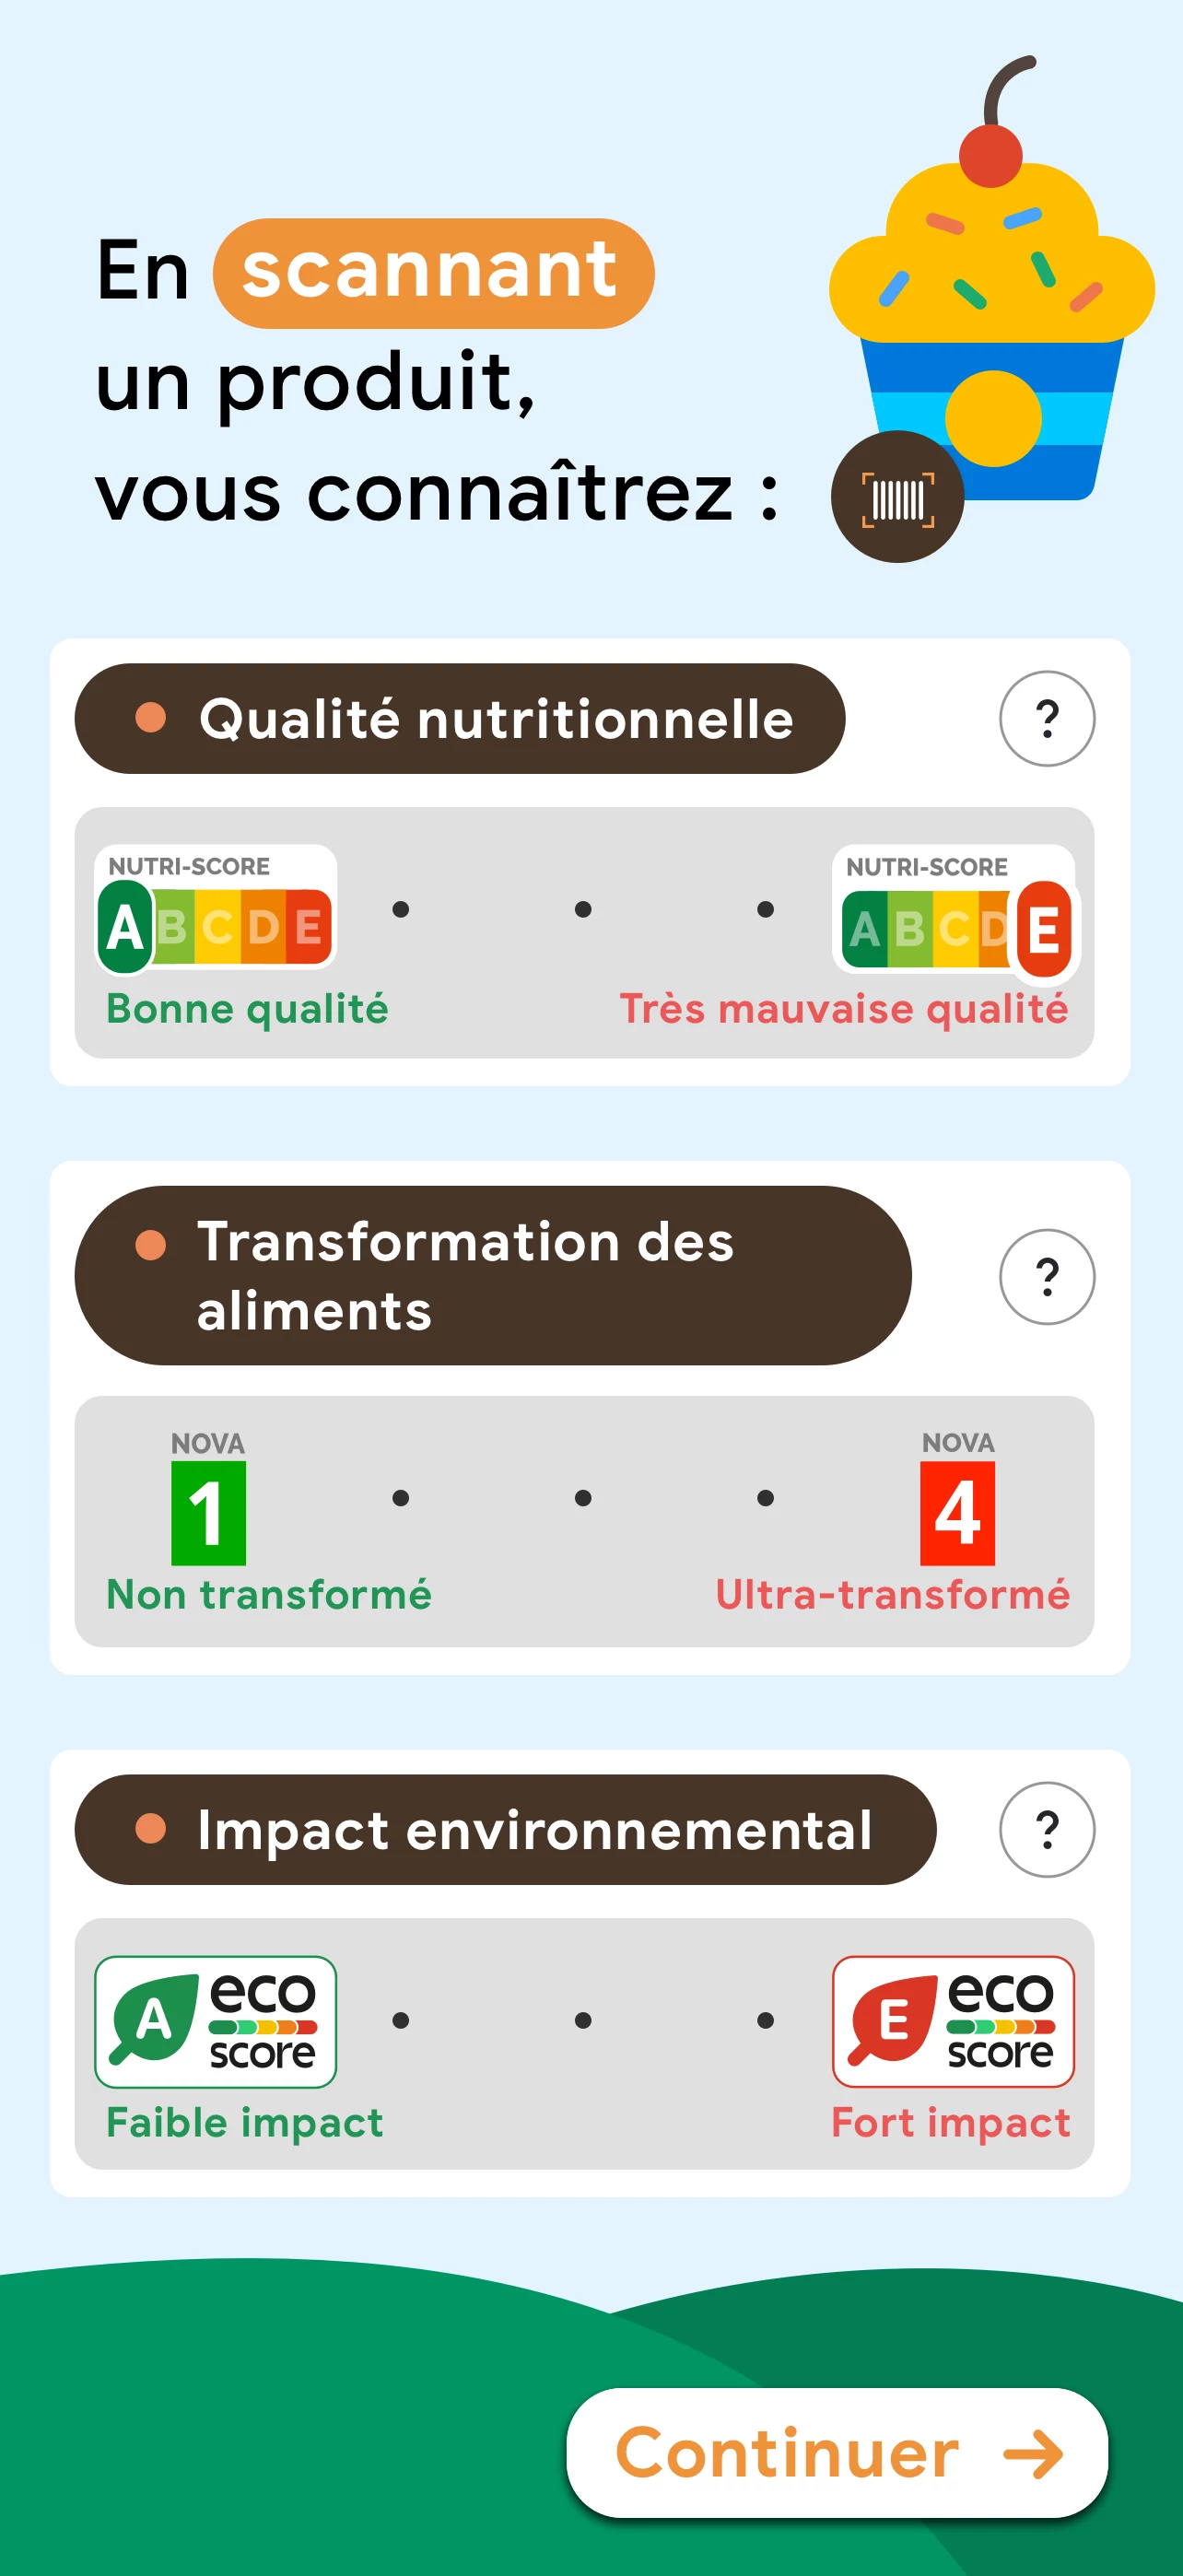 En scannant
un produit,
vous connaîtrez :
Qualité nutritionnelle
?
NUTRI-SCORE
A B C D E
NUTRI-SCORE
A B C D E
Bonne qualité
Très mauvaise qualité
Transformation des
aliments
?
NOVA
1
NOVA
4
Non transformé
Ultra-transformé
Impact environnemental
?
A
eco
score
E
eco
score
Faible impact
Fort impact
Continuer →